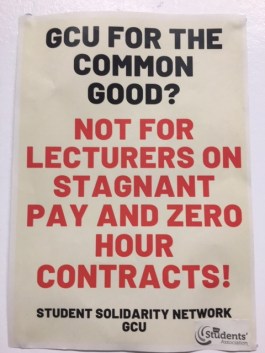 GCU FOR THE
COMMON
GOOD?
NOT FOR
LECTURERS ON
STAGNANT
PAY AND ZERO
HOUR
CONTRACTS!
STUDENT SOLIDARITY NETWORK
GCU
Students'
Association